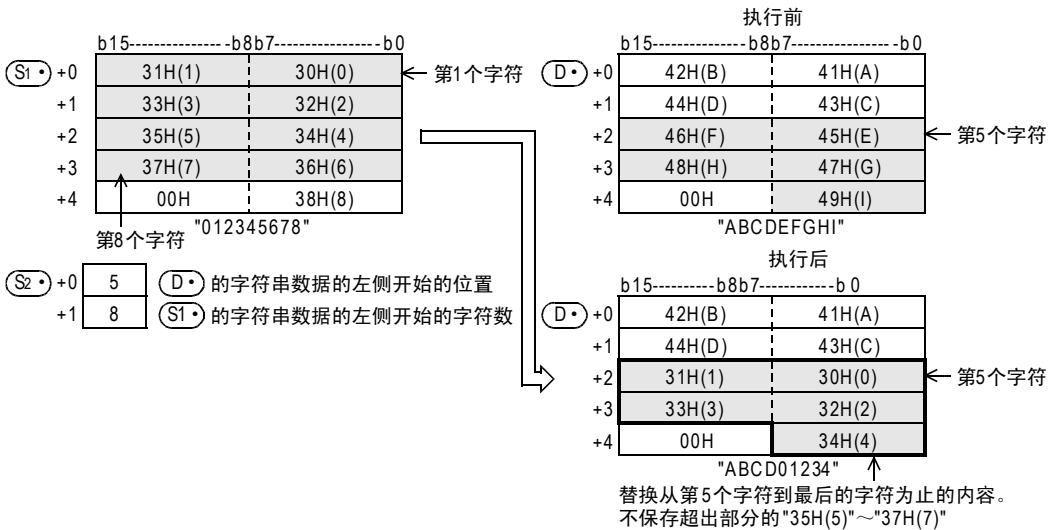 b15----------------b8b7------------------b0
S1・ +0 31H(1) 30H(0) ← 第1个字符
+1 33H(3) 32H(2)
+2 35H(5) 34H(4)
+3 37H(7) 36H(6)
+4 00H 38H(8)
"012345678"
第8个字符
S2・ +0 5 D・ 的字符串数据的左侧开始的位置
+1 8 S1・ 的字符串数据的左侧开始的字符数
执行前
b15---------------b8b7------------------b0
D・ +0 42H(B) 41H(A)
+1 44H(D) 43H(C)
+2 46H(F) 45H(E) ← 第5个字符
+3 48H(H) 47H(G)
+4 00H 49H(I)
"ABCDEFGHI"
执行后
b15----------b8b7------------b0
D・ +0 42H(B) 41H(A)
+1 44H(D) 43H(C)
+2 31H(1) 30H(0) ← 第5个字符
+3 33H(3) 32H(2)
+4 00H 34H(4)
"ABCD01234"
替换从第5个字符到最后的字符为止的内容。
不保存超出部分的"35H(5)"～"37H(7)"